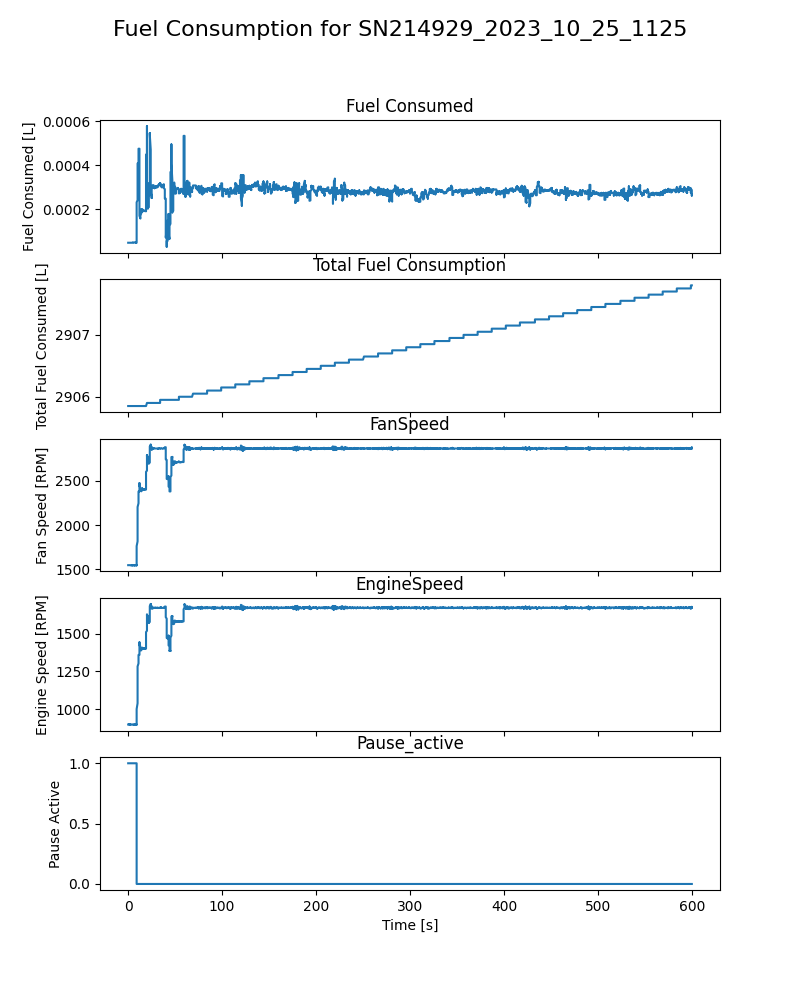 Fuel Consumption for SN214929_2023_10_25_1125
Fuel Consumed
Fuel Consumed [L]
0.0006
0.0004
0.0002
Total Fuel Consumption
Total Fuel Consumed [L]
2907
2906
FanSpeed
Fan Speed [RPM]
2500
2000
1500
EngineSpeed
Engine Speed [RPM]
1500
1250
1000
Pause_active
Pause Active
1.0
0.5
0.0
0 100 200 300 400 500 600
Time [s]